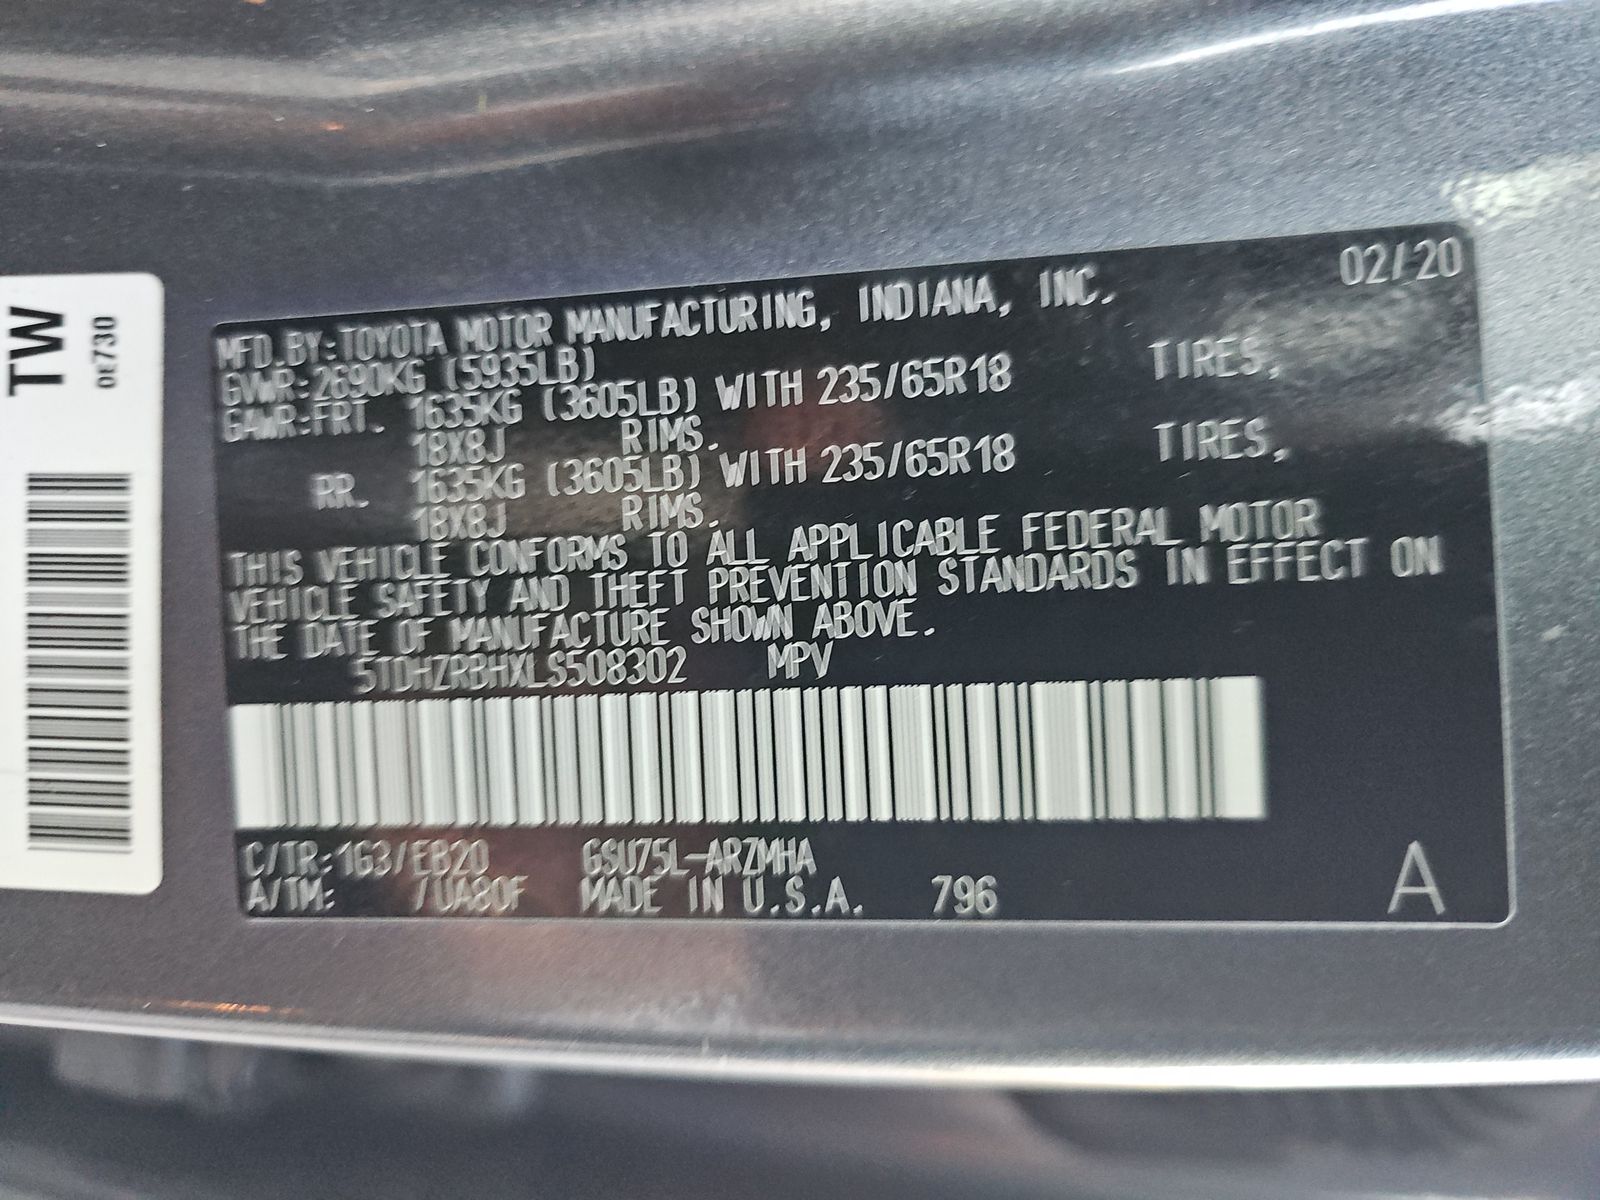 TW
0E730
02/20
MFD.BY:TOYOTA MOTOR MANUFACTURING, INDIANA, INC.
GVWR:2690KG (5935LB)
GAWR:FRT. 1635KG (3605LB) WITH 235/65R18 TIRES,
18X8J RIMS.
RR. 1635KG (3605LB) WITH 235/65R18 TIRES,
18X8J RIMS.
THIS VEHICLE CONFORMS TO ALL APPLICABLE FEDERAL MOTOR
VEHICLE SAFETY AND THEFT PREVENTION STANDARDS IN EFFECT ON
THE DATE OF MANUFACTURE SHOWN ABOVE.
5TDHZRBHXLS508302 MPV
C/TR:1G3/EB20 GSU75L-ARZMHA
A/TM: /UA80F MADE IN U.S.A. 796
A